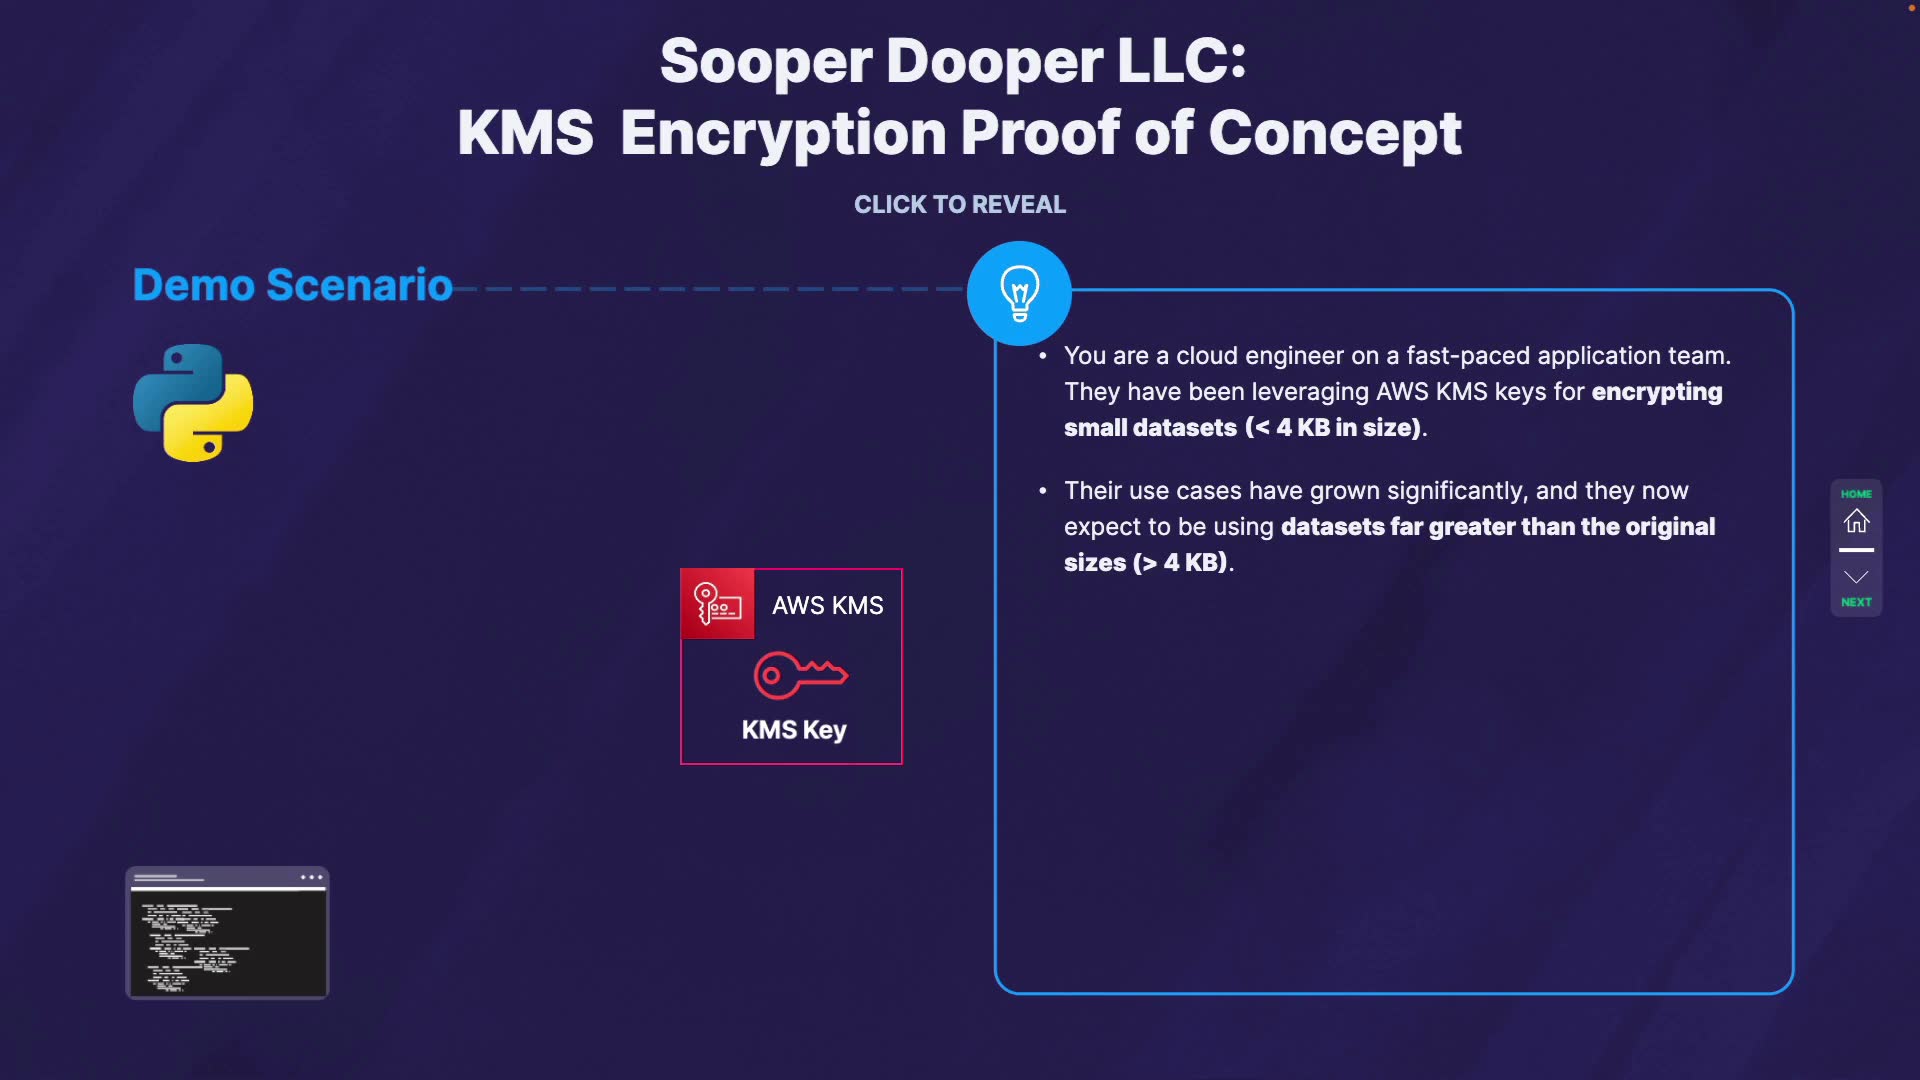 Sooper Dooper LLC:
KMS Encryption Proof of Concept
CLICK TO REVEAL
Demo Scenario
• You are a cloud engineer on a fast-paced application team.
They have been leveraging AWS KMS keys for encrypting
small datasets (< 4 KB in size).
• Their use cases have grown significantly, and they now
expect to be using datasets far greater than the original
sizes (> 4 KB).
AWS KMS
KMS Key
HOME
NEXT